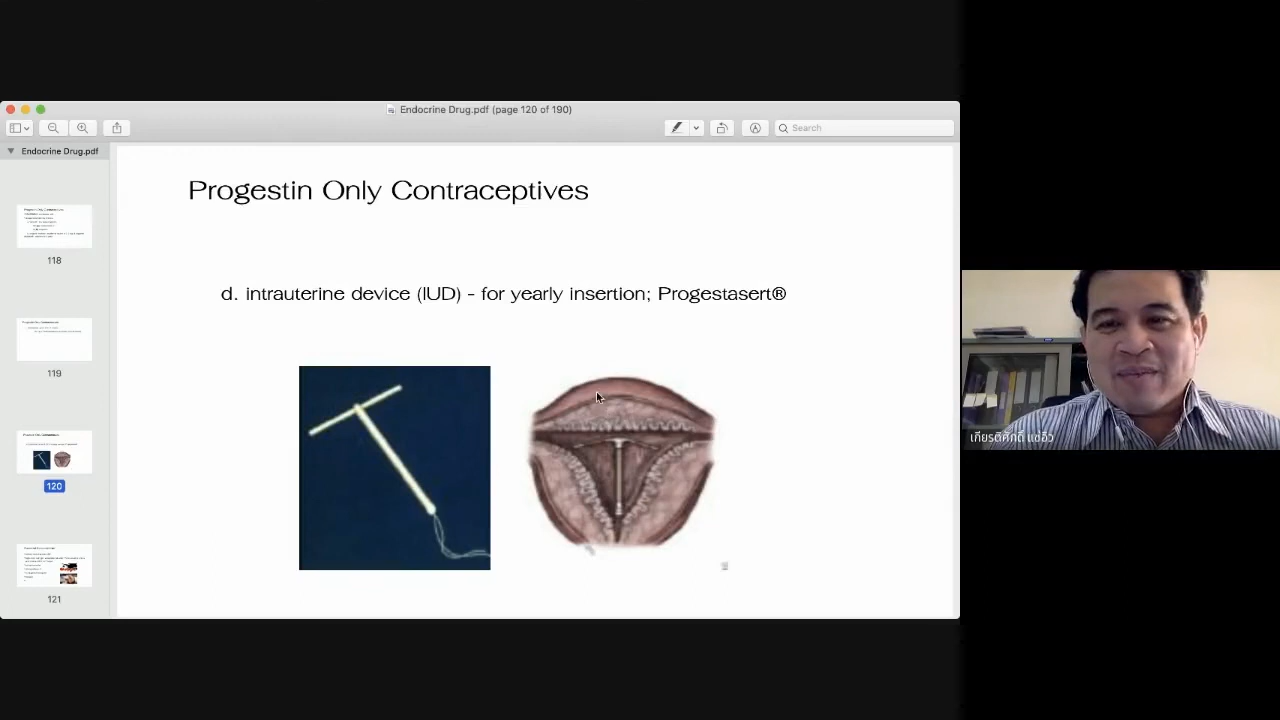 Endocrine Drug.pdf (page 120 of 190)
Search
Endocrine Drug.pdf
Progestin Only Contraceptives
d. intrauterine device (IUD) - for yearly insertion; Progestasert®
118
119
120
121
เกียรติศักดิ์ แซ่อิ๋ว